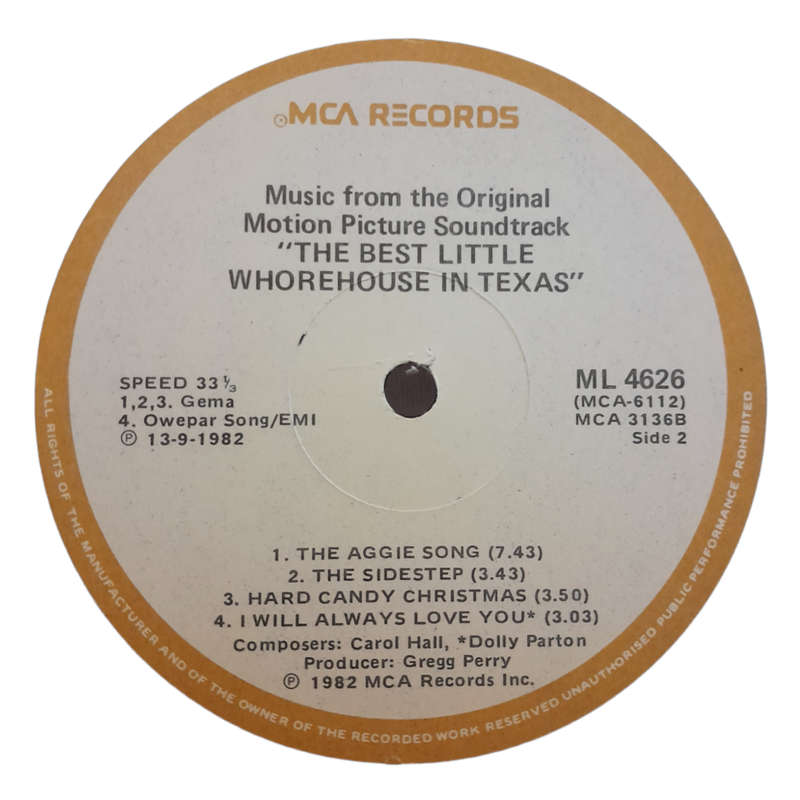 MCA RECORDS
Music from the Original
Motion Picture Soundtrack
"THE BEST LITTLE
WHOREHOUSE IN TEXAS"
SPEED 33⅓
1,2,3. Gema
4. Owepar Song/EMI
Ⓟ 13-9-1982
ML 4626
(MCA-6112)
MCA 3136B
Side 2
1. THE AGGIE SONG (7.43)
2. THE SIDESTEP (3.43)
3. HARD CANDY CHRISTMAS (3.50)
4. I WILL ALWAYS LOVE YOU* (3.03)
Composers: Carol Hall, *Dolly Parton
Producer: Gregg Perry
Ⓟ 1982 MCA Records Inc.
ALL RIGHTS OF THE MANUFACTURER AND OF THE OWNER OF THE RECORDED WORK RESERVED UNAUTHORISED PUBLIC PERFORMANCE PROHIBITED